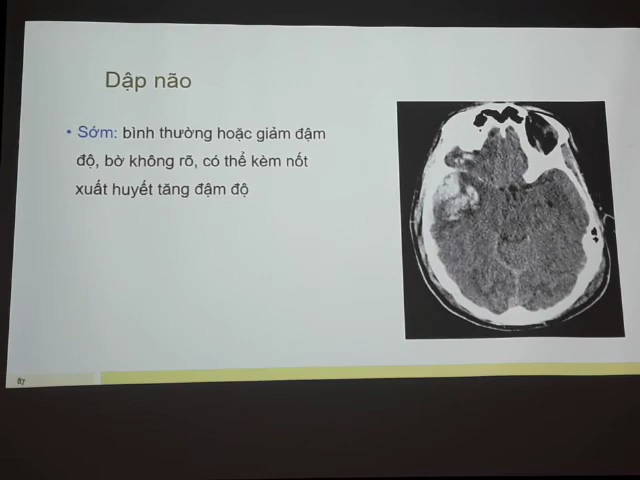 Dập não
• Sớm: bình thường hoặc giảm đậm
độ, bờ không rõ, có thể kèm nốt
xuất huyết tăng đậm độ
87